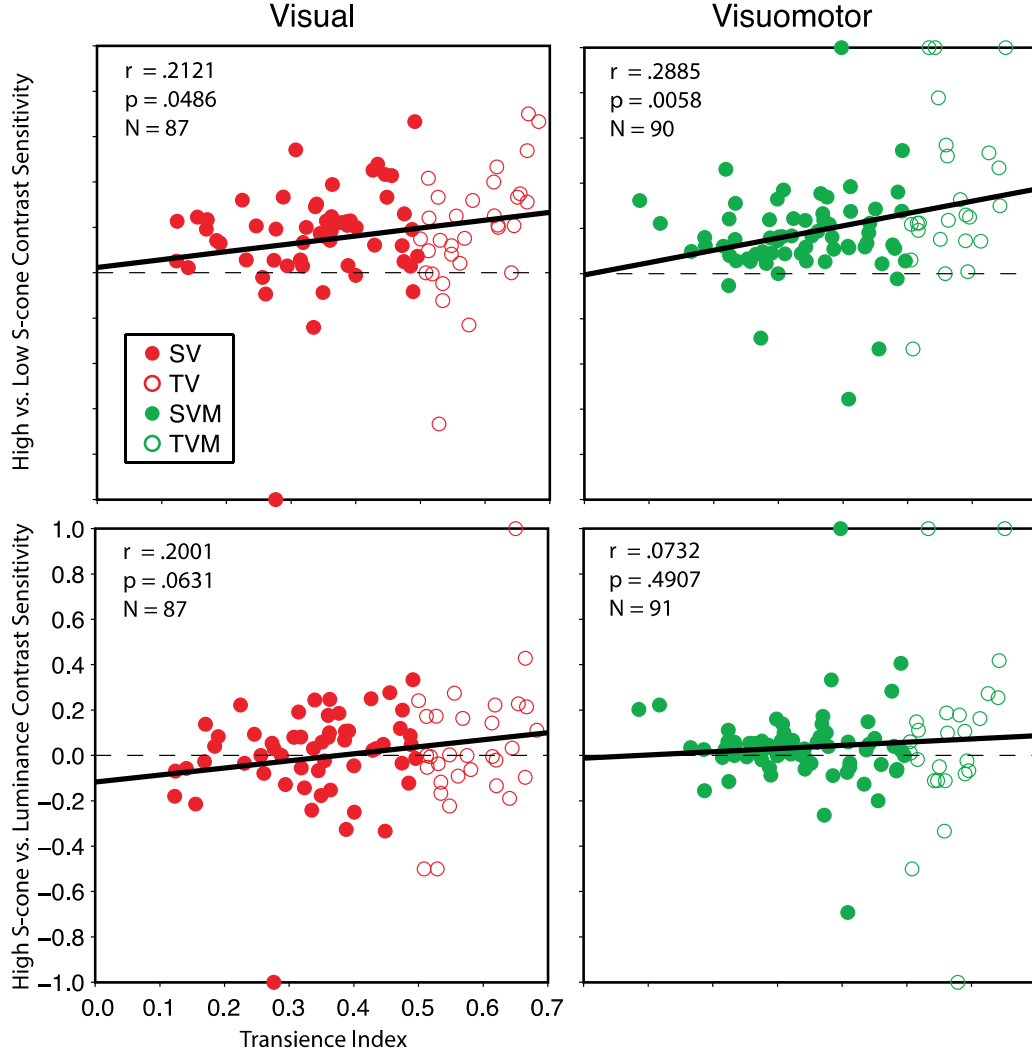 Visual
Visuomotor
High vs. Low S-cone Contrast Sensitivity
r = .2121
p = .0486
N = 87
SV
TV
SVM
TVM
r = .2885
p = .0058
N = 90
High S-cone vs. Luminance Contrast Sensitivity
1.0
0.8
0.6
0.4
0.2
0.0
−0.2
−0.4
−0.6
−0.8
−1.0
r = .2001
p = .0631
N = 87
0.0 0.1 0.2 0.3 0.4 0.5 0.6 0.7
Transience Index
r = .0732
p = .4907
N = 91